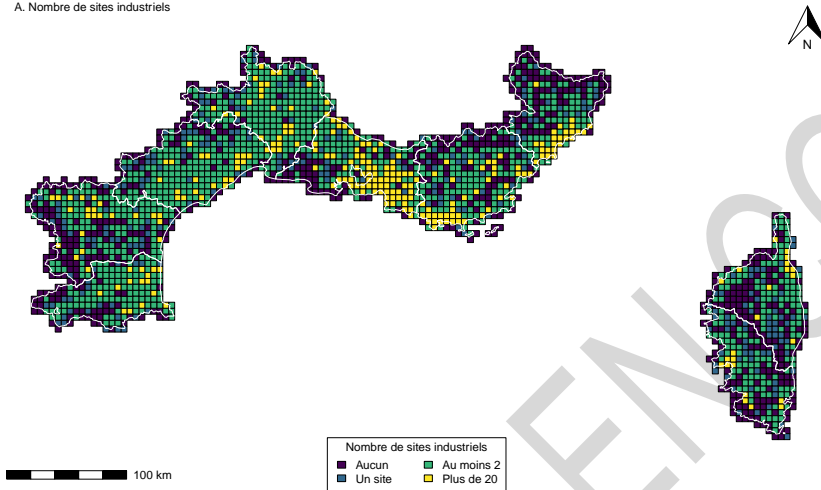 A. Nombre de sites industriels
N
ENCO
Nombre de sites industriels
Aucun
Au moins 2
Un site
Plus de 20
100 km